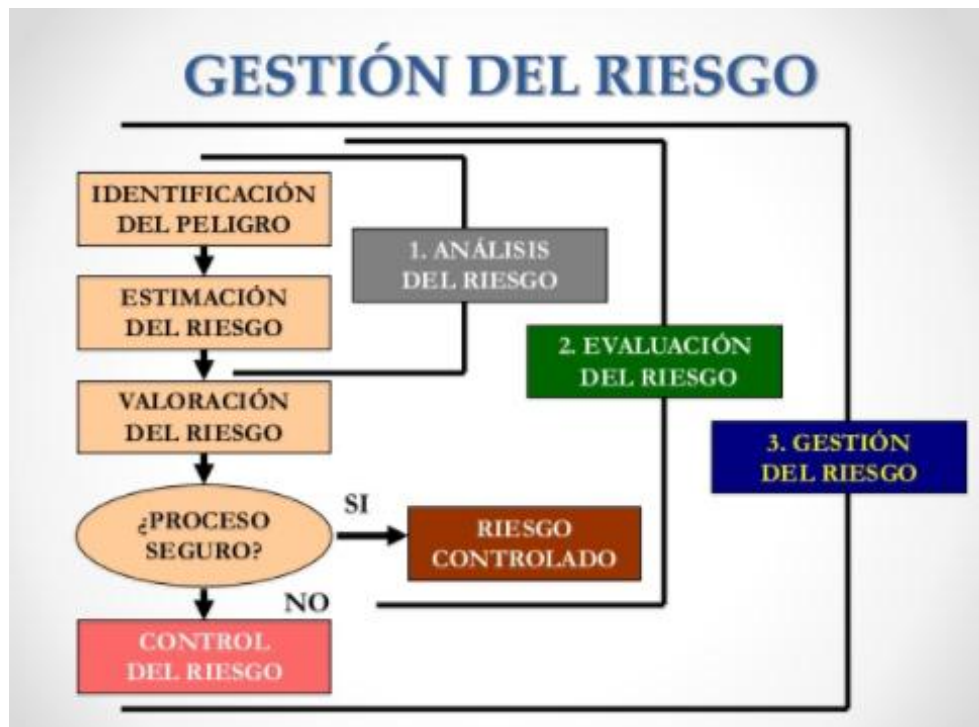 GESTIÓN DEL RIESGO
IDENTIFICACIÓN
DEL PELIGRO
1. ANÁLISIS
DEL RIESGO
ESTIMACIÓN
DEL RIESGO
2. EVALUACIÓN
DEL RIESGO
VALORACIÓN
DEL RIESGO
3. GESTIÓN
DEL RIESGO
¿PROCESO
SEGURO?
SI
RIESGO
CONTROLADO
NO
CONTROL
DEL RIESGO